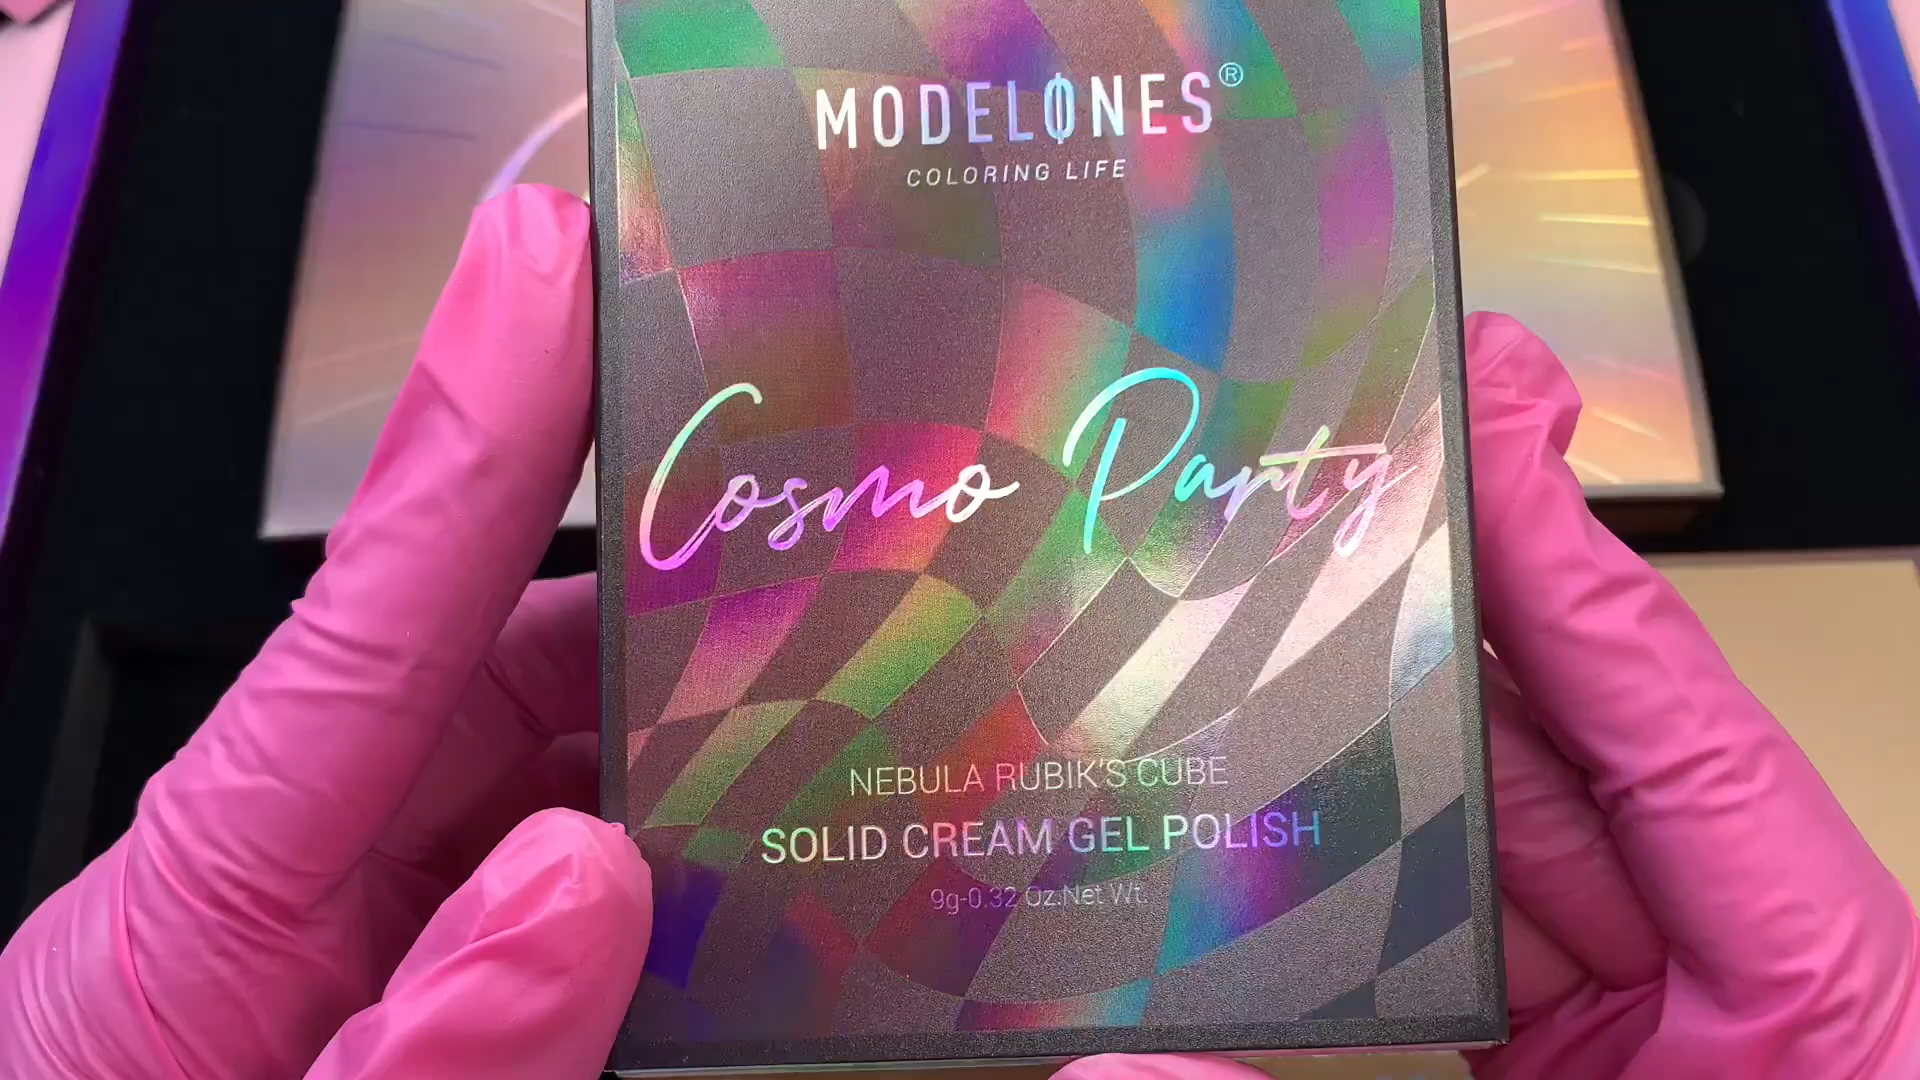 MODELONES®
COLORING LIFE
Cosmo Party
NEBULA RUBIK'S CUBE
SOLID CREAM GEL POLISH
9g-0.32 Oz.Net Wt.